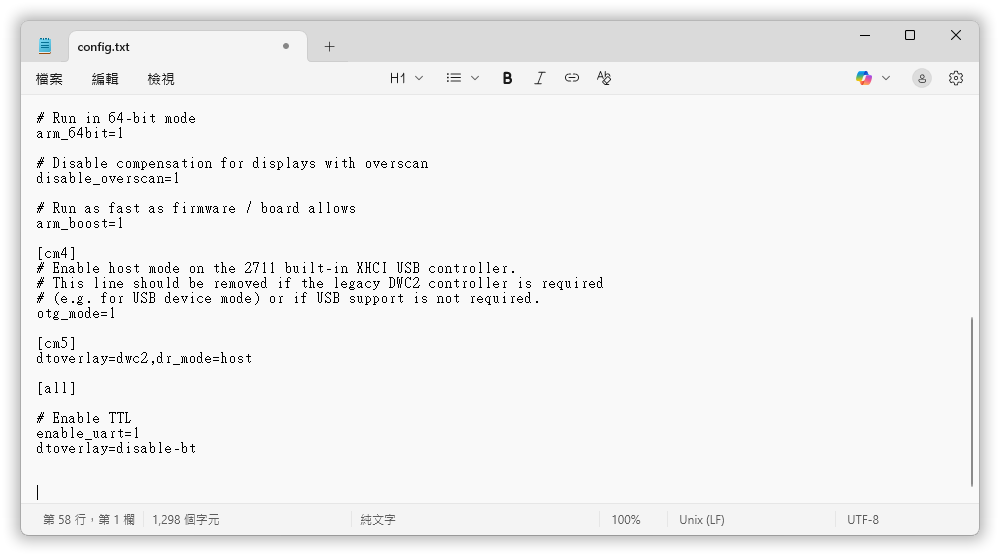 config.txt
檔案 編輯 檢視 H1 B I
# Run in 64-bit mode
arm_64bit=1
# Disable compensation for displays with overscan
disable_overscan=1
# Run as fast as firmware / board allows
arm_boost=1
[cm4]
# Enable host mode on the 2711 built-in XHCI USB controller.
# This line should be removed if the legacy DWC2 controller is required
# (e.g. for USB device mode) or if USB support is not required.
otg_mode=1
[cm5]
dtoverlay=dwc2,dr_mode=host
[all]
# Enable TTL
enable_uart=1
dtoverlay=disable-bt
第 58 行，第 1 欄 1,298 個字元 純文字 100% Unix (LF) UTF-8